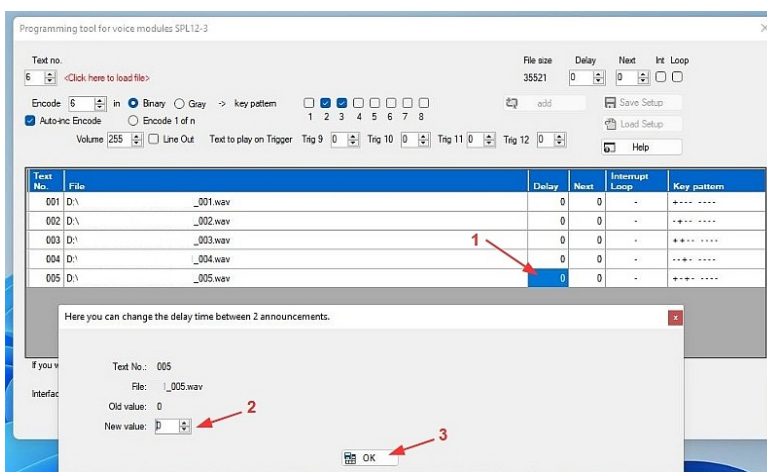 Programming tool for voice modules SPL12-3
Text no. File size Delay Next Int Loop
6 <Click here to load file> 35521 0 0
Encode 6 in Binary Gray -> key pattern add Save Setup
1 2 3 4 5 6 7 8
Auto-inc Encode Encode 1 of n Load Setup
Volume 255 Line Out Text to play on Trigger Trig 9 0 Trig 10 0 Trig 11 0 Trig 12 0
Help
Text No. File Delay Next Interrupt Loop Key pattern
001 D:\ _001.wav 0 0 - +--- ----
002 D:\ _002.wav 0 0 - -+-- ----
003 D:\ _003.wav 0 0 - ++-- ----
1
004 D:\ _004.wav 0 0 - --+- ----
005 D:\ _005.wav 0 0 - +-+- ----
Here you can change the delay time between 2 announcements. x
If you
Text No.: 005
File: _005.wav
Interfac
Old value: 0
2
New value: 0
3
OK